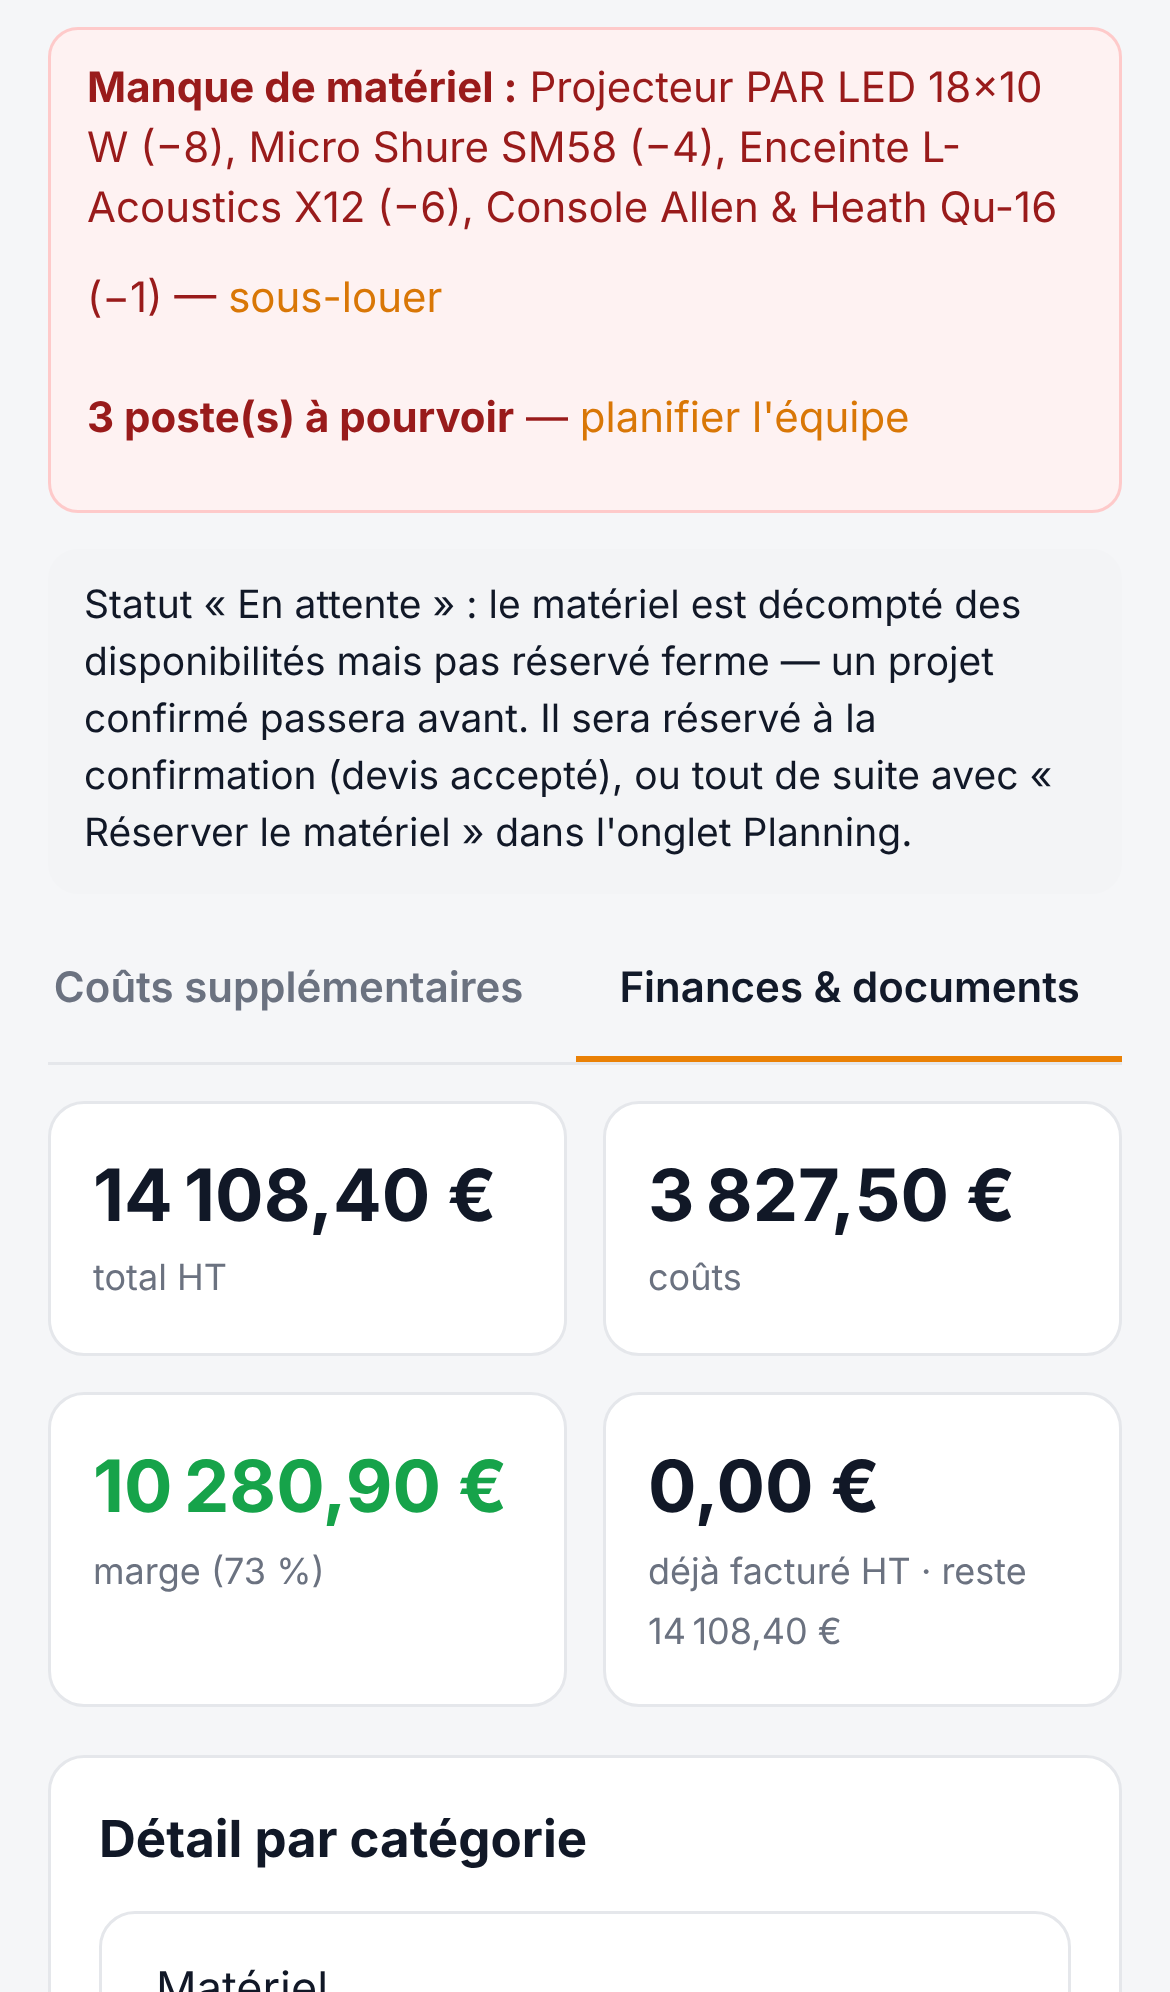 Manque de matériel : Projecteur PAR LED 18×10
W (−8), Micro Shure SM58 (−4), Enceinte L-
Acoustics X12 (−6), Console Allen & Heath Qu-16
(−1) — sous-louer
3 poste(s) à pourvoir — planifier l'équipe
Statut « En attente » : le matériel est décompté des
disponibilités mais pas réservé ferme — un projet
confirmé passera avant. Il sera réservé à la
confirmation (devis accepté), ou tout de suite avec «
Réserver le matériel » dans l'onglet Planning.
Coûts supplémentaires
Finances & documents
14 108,40 €
total HT
3 827,50 €
coûts
10 280,90 €
marge (73 %)
0,00 €
déjà facturé HT · reste
14 108,40 €
Détail par catégorie
Matériel